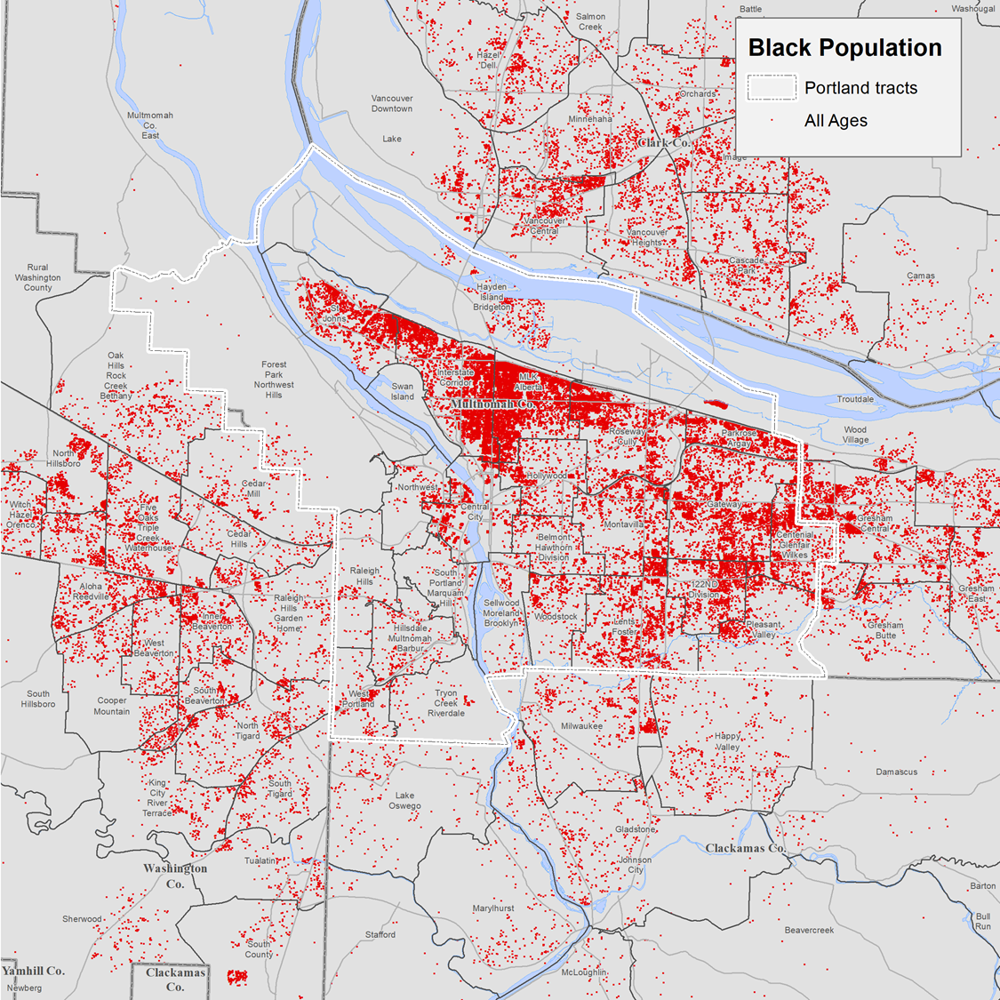 Battle
Washougal
Salmon
Creek
Black Population
Hazel
Dell
Portland tracts
Orchards
All Ages
Vancouver
Downtown
Multmomah
Co.
East
Minnehaha
Lake
Clark Co.
Image
Vancouver
Central
Vancouver
Heights
Cascade
Park
Rural
Washington
County
Camas
Hayden
Island
Bridgeton
St
Johns
Oak
Hills
Rock
Creek
Bethany
Forest
Park
Northwest
Hills
Interstate
Corridor
MLK
Alberta
Swan
Island
Multnomah Co.
Troutdale
Roseway
Cully
Parkrose
Argay
Wood
Village
North
Hillsboro
Hollywood
Cedar
Mill
Northwest
Central
City
Gateway
Witch
Hazel
Orenco
Five
Oaks
Triple
Creek
Waterhouse
Cedar
Hills
Montavilla
Gresham
Central
Belmont
Hawthorn
Division
Centenial
Glenfair
Wilkes
Raleigh
Hills
South
Portland
Marquam
Hill
122ND
Division
Aloha
Reedville
Raleigh
Hills
Garden
Home
Sellwood
Moreland
Brooklyn
Woodstock
Gresham
East
Inner
Beaverton
Hillsdale
Multnomah
Barbur
Lents
Foster
Pleasant
Valley
Gresham
Butte
West
Beaverton
South
Hillsboro
Cooper
Mountain
South
Beaverton
West
Portland
Tryon
Creek
Riverdale
North
Tigard
Milwaukee
Happy
Valley
Damascus
King
City
River
Terrace
South
Tigard
Lake
Oswego
Gladstone
Clackamas Co.
Tualatin
Washington
Co.
Johnson
City
Barton
Sherwood
Marylhurst
Bull
Run
Stafford
Beavercreek
South
County
Yamhill Co.
Clackamas
Co.
McLoughlin
Newberg